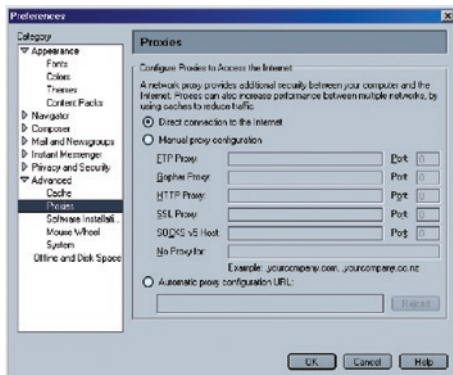 Preferences
Category
Appearance
Fonts
Colors
Themes
Content Packs
Navigator
Composer
Mail and Newsgroups
Instant Messenger
Privacy and Security
Advanced
Cache
Proxies
Software Installati..
Mouse Wheel
System
Offline and Disk Space
Proxies
Configure Proxies to Access the Internet
A network proxy provides additional security between your computer and the
Internet. Proxies can also increase performance between multiple networks, by
using caches to reduce traffic.
Direct connection to the Internet
Manual proxy configuration
FTP Proxy: Port: 0
Gopher Proxy: Port: 0
HTTP Proxy: Port: 0
SSL Proxy: Port: 0
SOCKS v5 Host: Port: 0
No Proxy for:
Example: .yourcompany.com, .yourcompany.co.nz
Automatic proxy configuration URL:
Reload
OK Cancel Help